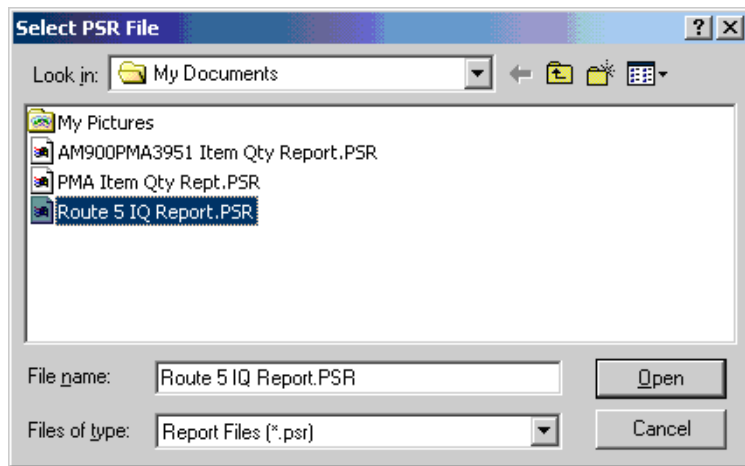 Select PSR File
Look in: My Documents
My Pictures
AM900PMA3951 Item Qty Report.PSR
PMA Item Qty Rept.PSR
Route 5 IQ Report.PSR
File name: Route 5 IQ Report.PSR Open
Files of type: Report Files (*.psr) Cancel